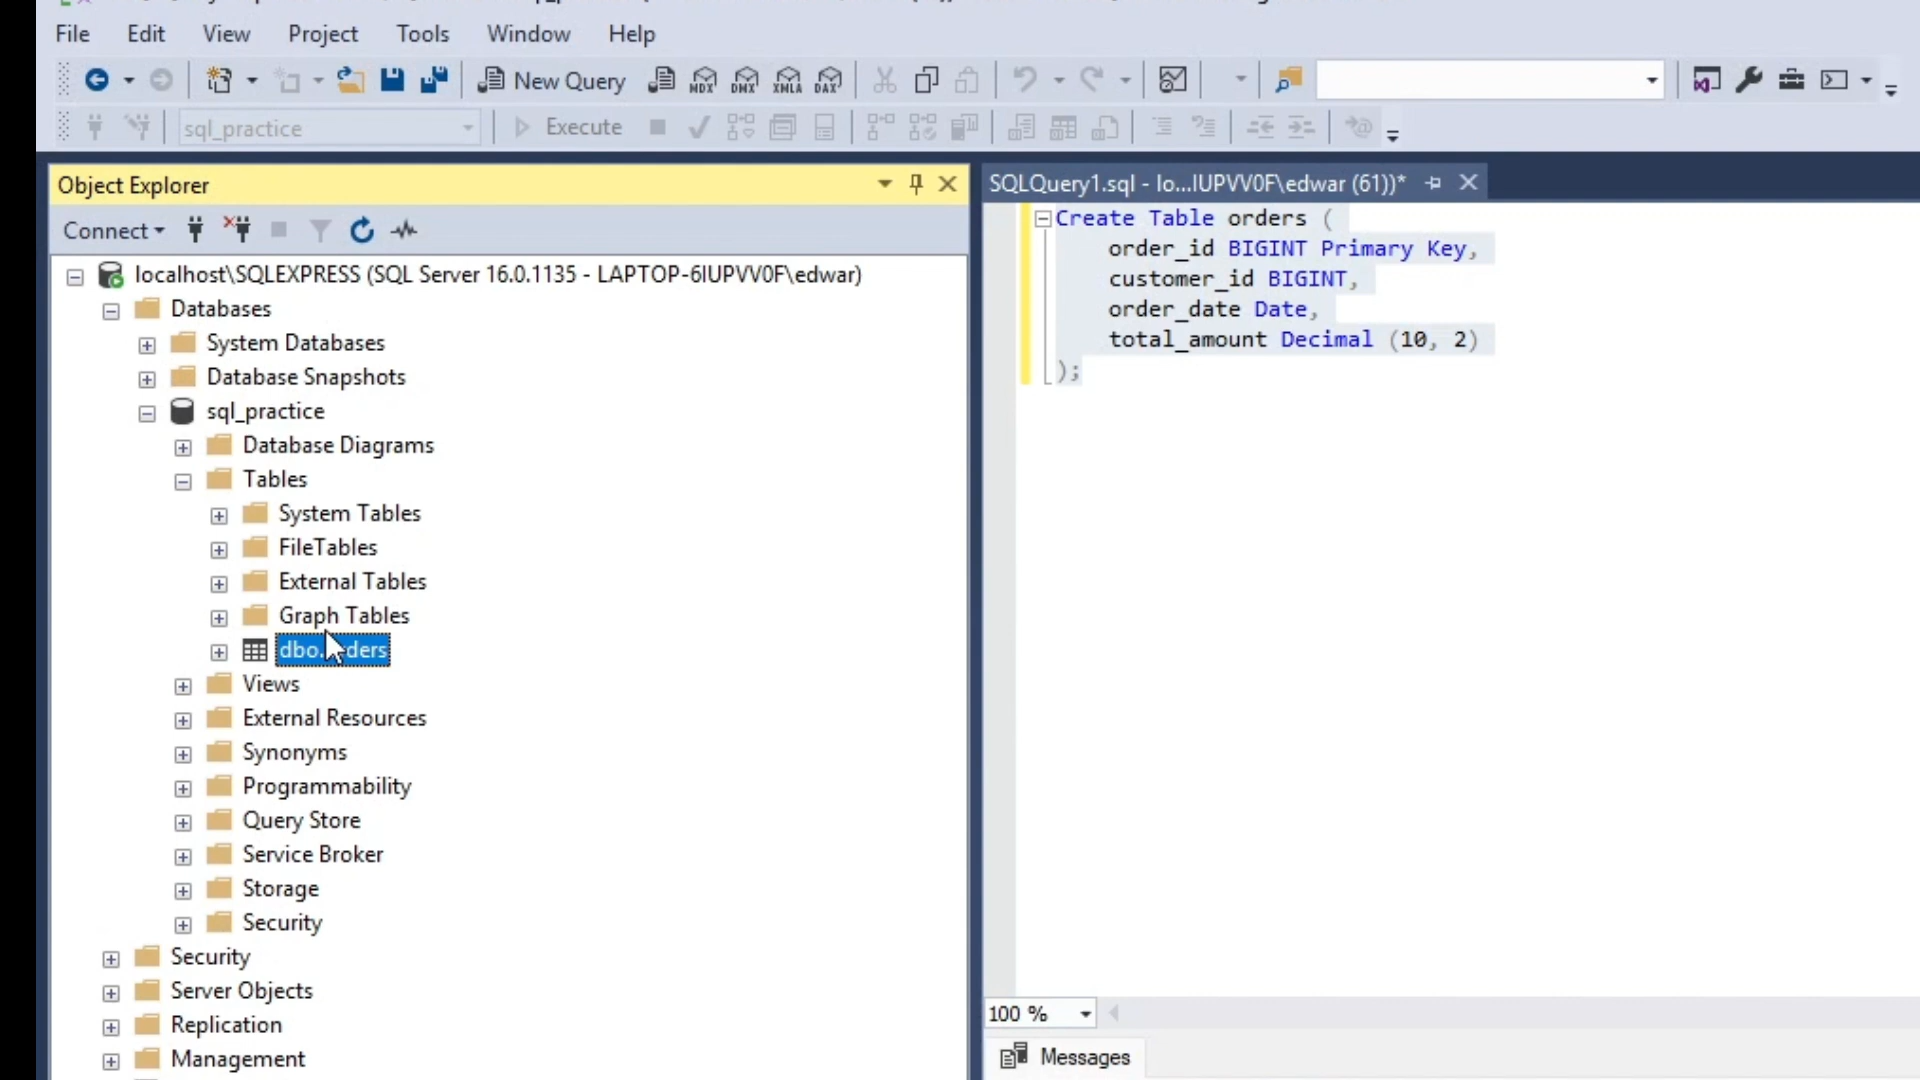 File Edit View Project Tools Window Help
New Query MDX DMX XMLA DAX
sql_practice Execute
Object Explorer
Connect
localhost\SQLEXPRESS (SQL Server 16.0.1135 - LAPTOP-6IUPVV0F\edwar)
Databases
System Databases
Database Snapshots
sql_practice
Database Diagrams
Tables
System Tables
FileTables
External Tables
Graph Tables
Views
External Resources
Synonyms
Programmability
Query Store
Service Broker
Storage
Security
Security
Server Objects
Replication
Management
SQLQuery1.sql - lo...IUPVV0F\edwar (61))*
Create Table orders (
order_id BIGINT Primary Key,
customer_id BIGINT,
order_date Date,
total_amount Decimal (10, 2)
);
100 %
Messages